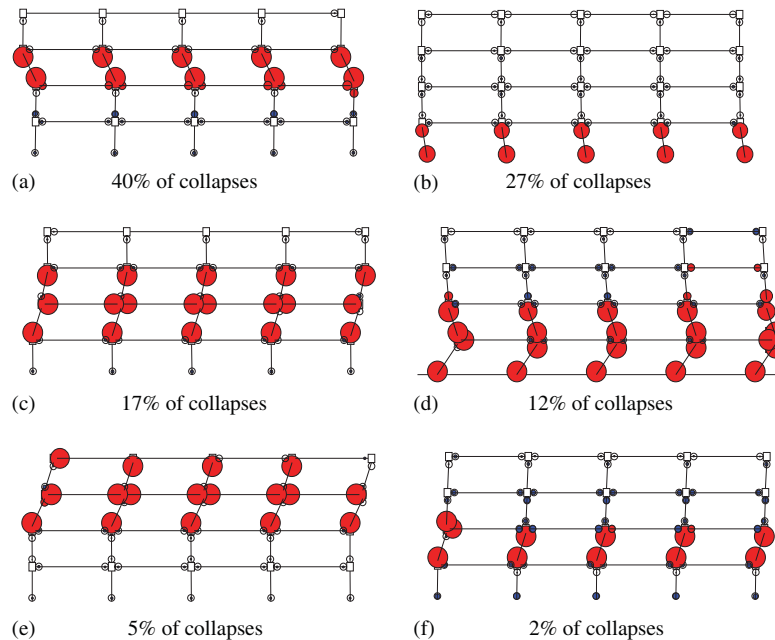 (a) 40% of collapses
(b) 27% of collapses
(c) 17% of collapses
(d) 12% of collapses
(e) 5% of collapses
(f) 2% of collapses